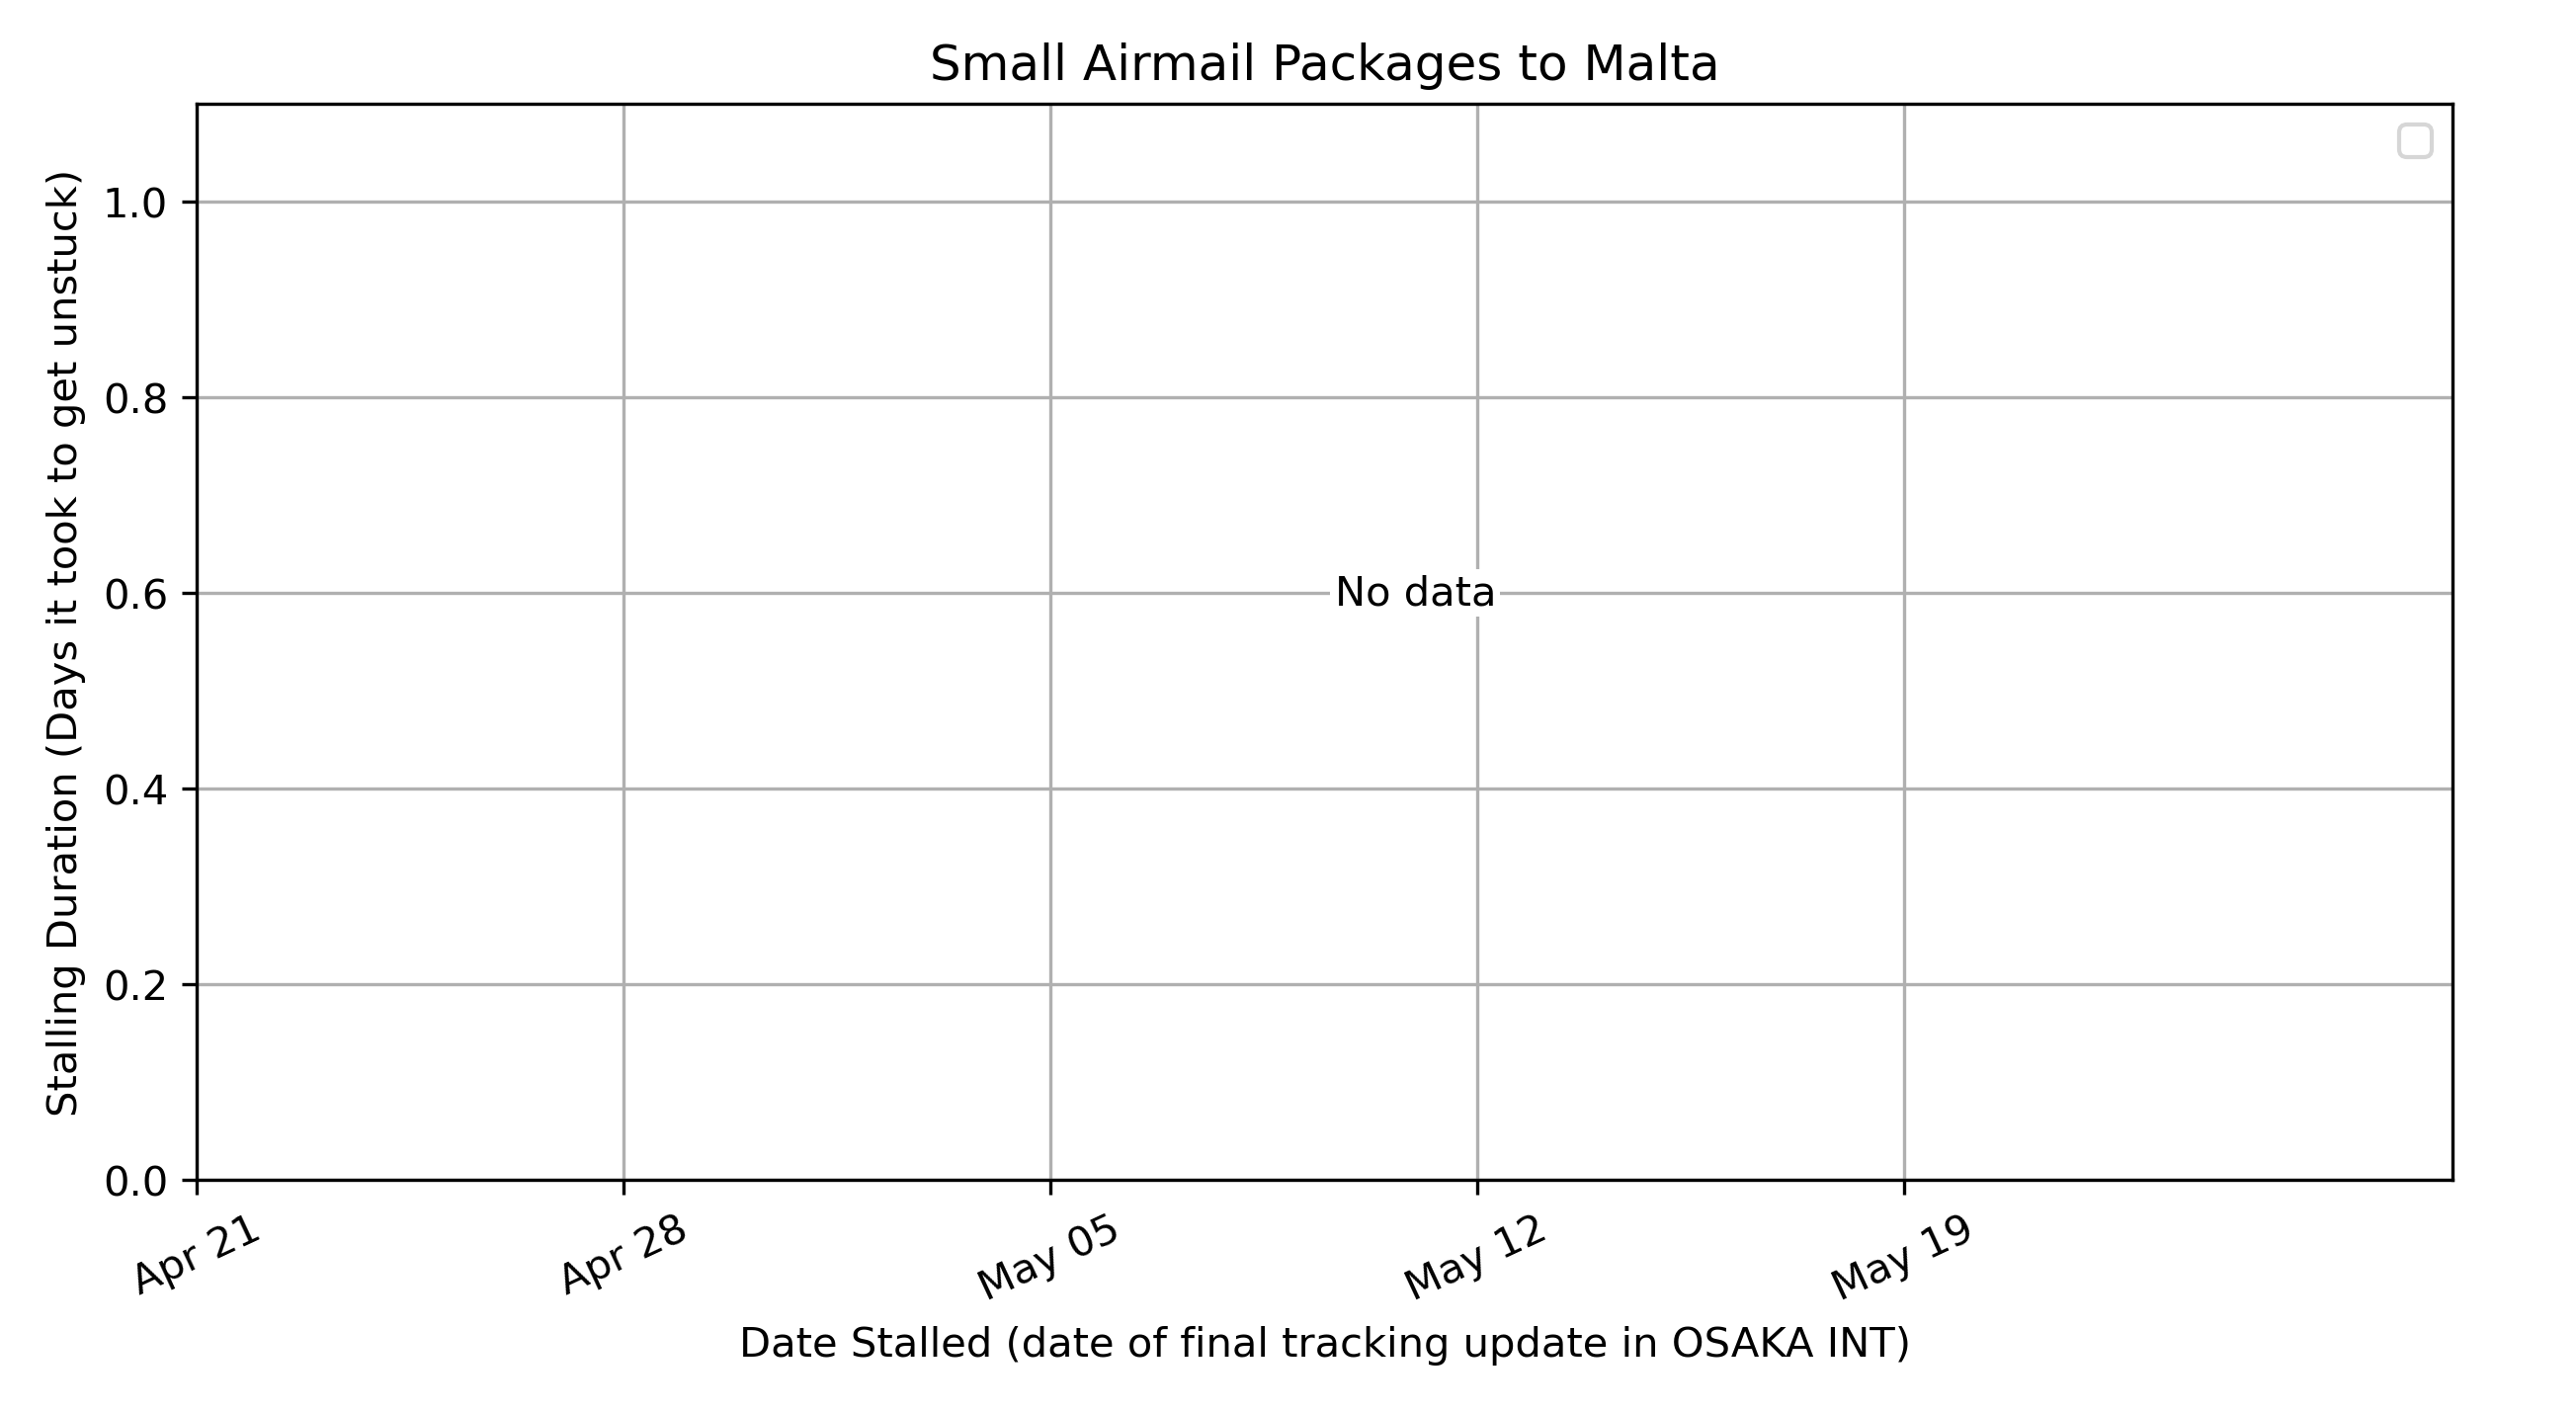 Small Airmail Packages to Malta
Stalling Duration (Days it took to get unstuck)
1.0
0.8
0.6
0.4
0.2
0.0
No data
Apr 21
Apr 28
May 05
May 12
May 19
Date Stalled (date of final tracking update in OSAKA INT)